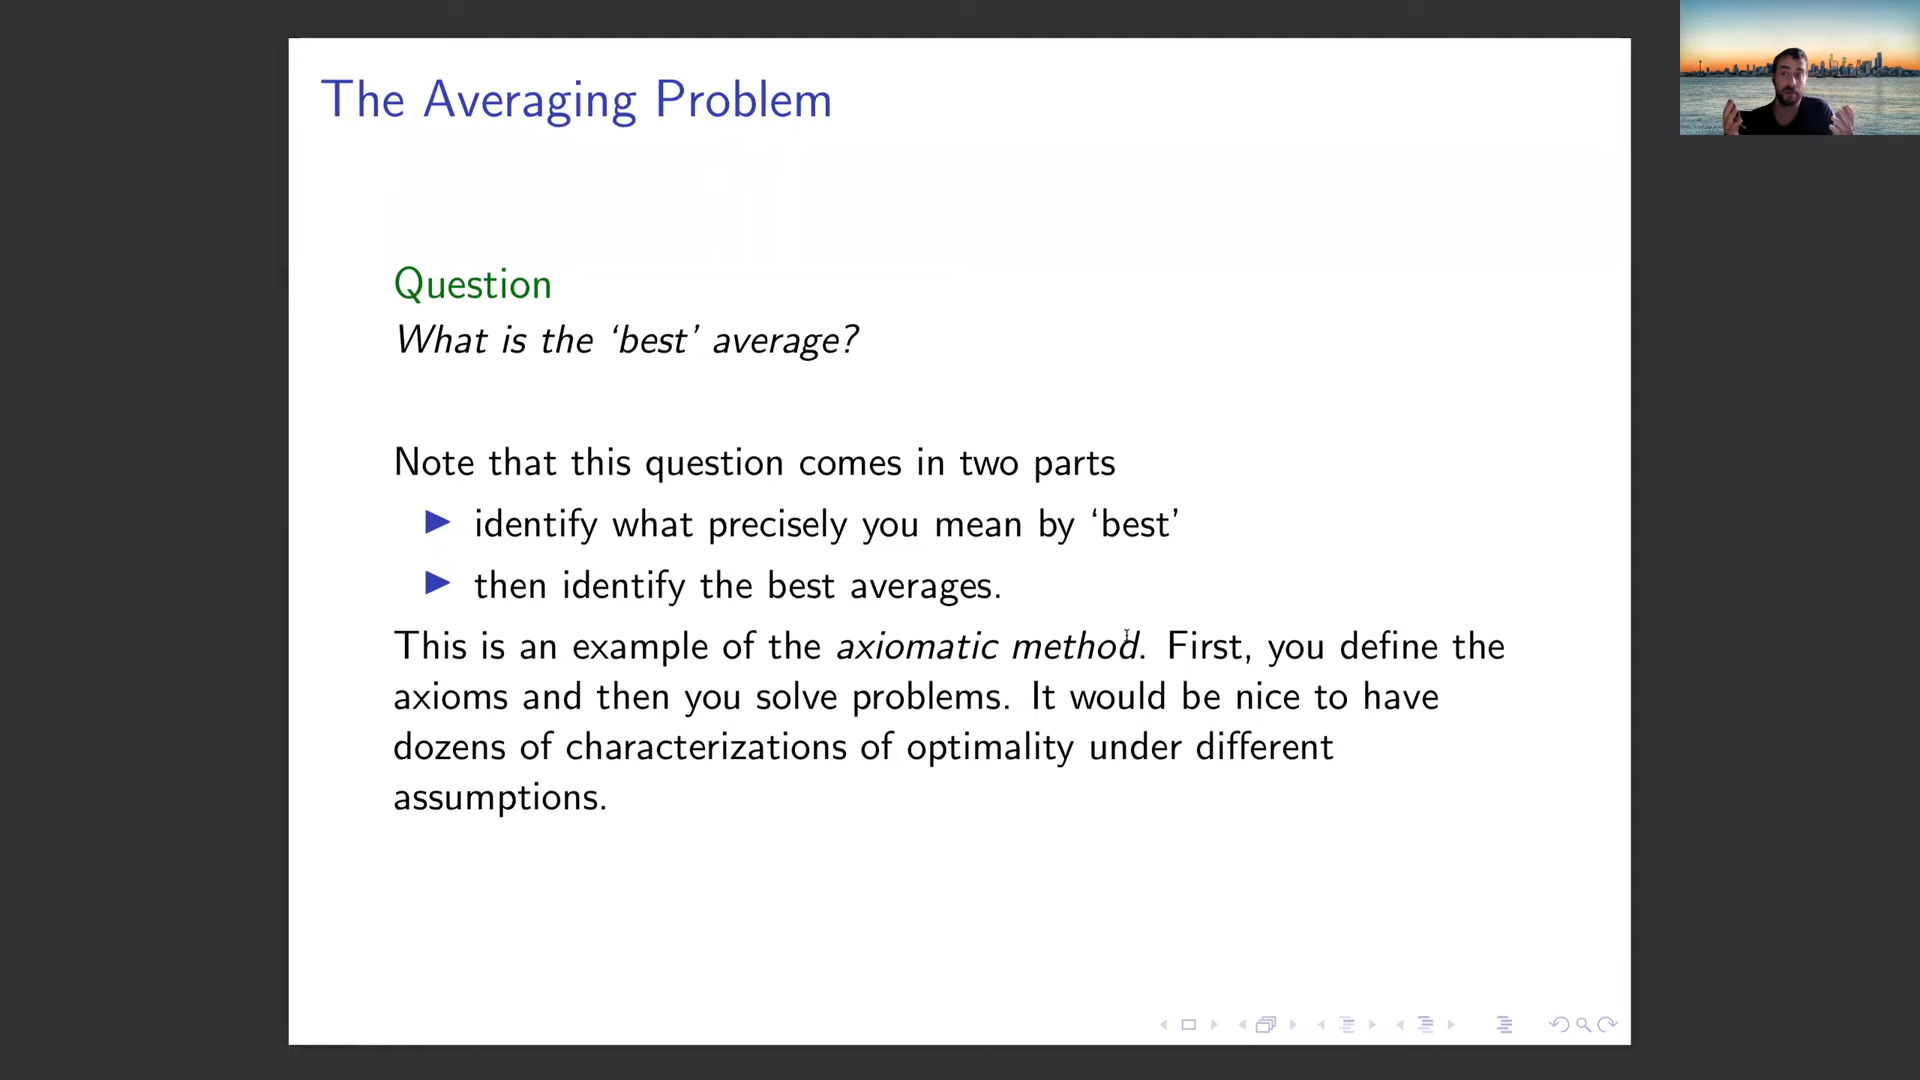 The Averaging Problem
Question
What is the ‘best’ average?
Note that this question comes in two parts
identify what precisely you mean by ‘best’
then identify the best averages.
This is an example of the axiomatic method. First, you define the
axioms and then you solve problems. It would be nice to have
dozens of characterizations of optimality under different
assumptions.